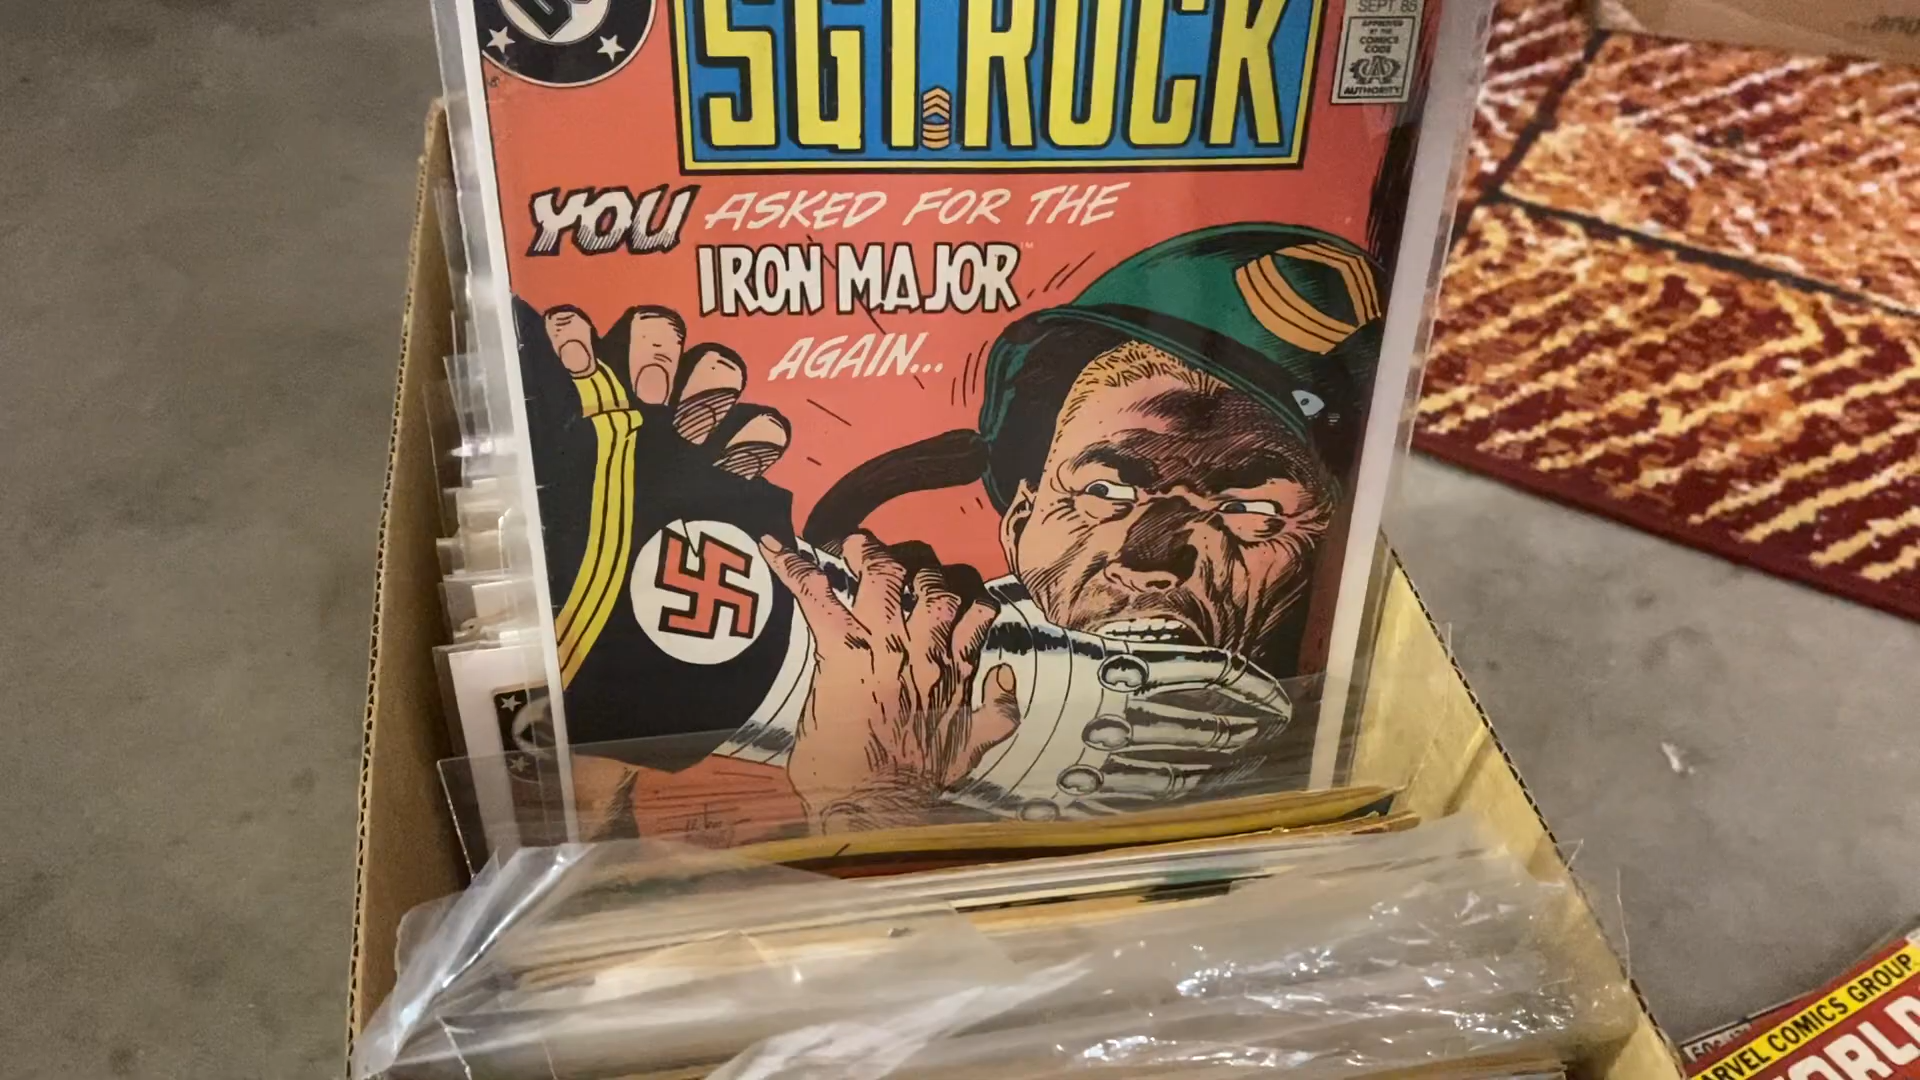 SGT. ROCK
SEPT. 85
APPROVED
BY THE
COMICS
CODE
AUTHORITY
YOU ASKED FOR THE
IRON MAJOR™
AGAIN...
MARVEL COMICS GROUP